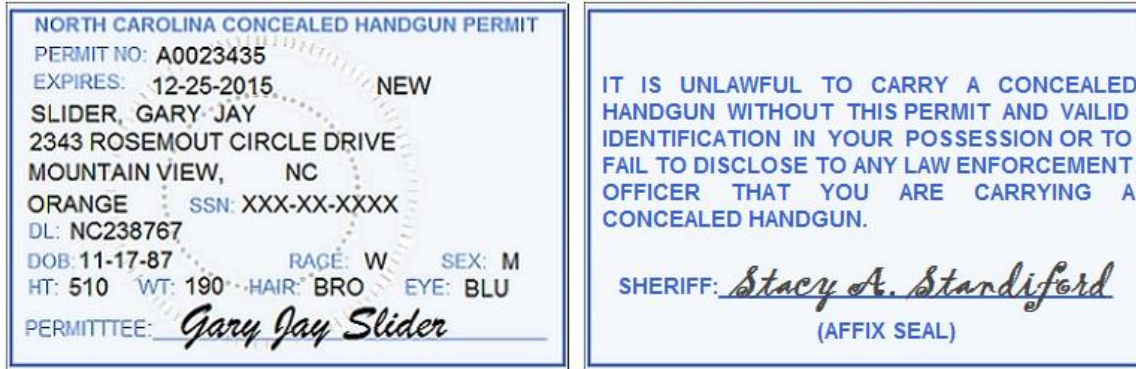 NORTH CAROLINA CONCEALED HANDGUN PERMIT
PERMIT NO: A0023435
EXPIRES: 12-25-2015 NEW
SLIDER, GARY JAY
2343 ROSEMOUT CIRCLE DRIVE
MOUNTAIN VIEW, NC
ORANGE SSN: XXX-XX-XXXX
DL: NC238767
DOB: 11-17-87 RACE: W SEX: M
HT: 510 WT: 190 HAIR: BRO EYE: BLU
PERMITTTEE: Gary Jay Slider
IT IS UNLAWFUL TO CARRY A CONCEALED
HANDGUN WITHOUT THIS PERMIT AND VAILID
IDENTIFICATION IN YOUR POSSESSION OR TO
FAIL TO DISCLOSE TO ANY LAW ENFORCEMENT
OFFICER THAT YOU ARE CARRYING A
CONCEALED HANDGUN.
SHERIFF: Stacy A. Standiford
(AFFIX SEAL)